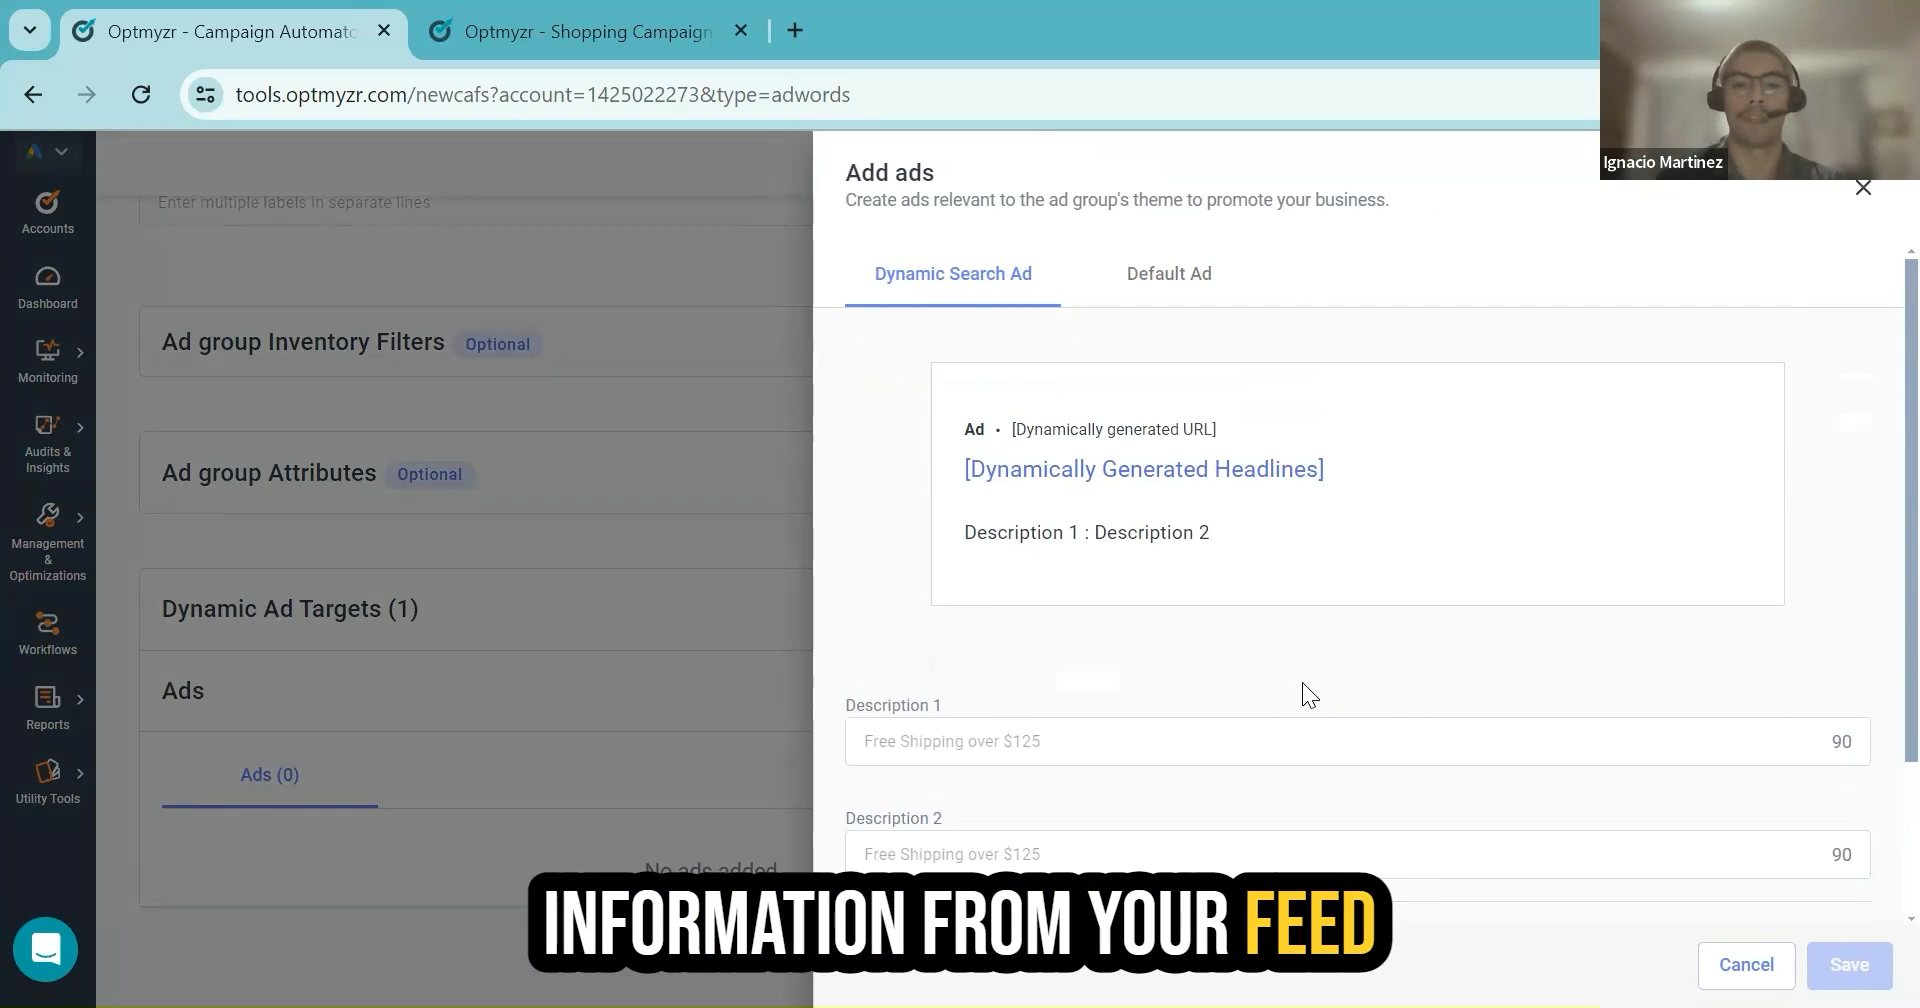 Optmyzr - Campaign Automato
Optmyzr - Shopping Campaign
tools.optmyzr.com/newcafs?account=1425022273&type=adwords
Ignacio Martinez
Accounts
Dashboard
Monitoring
Audits &
Insights
Management
&
Optimizations
Workflows
Reports
Utility Tools
Enter multiple labels in separate lines
Ad group Inventory Filters Optional
Ad group Attributes Optional
Dynamic Ad Targets (1)
Ads
Ads (0)
No ads added
Add ads
Create ads relevant to the ad group's theme to promote your business.
Dynamic Search Ad
Default Ad
Ad · [Dynamically generated URL]
[Dynamically Generated Headlines]
Description 1 : Description 2
Description 1
Free Shipping over $125 90
Description 2
Free Shipping over $125 90
INFORMATION FROM YOUR FEED
Cancel
Save